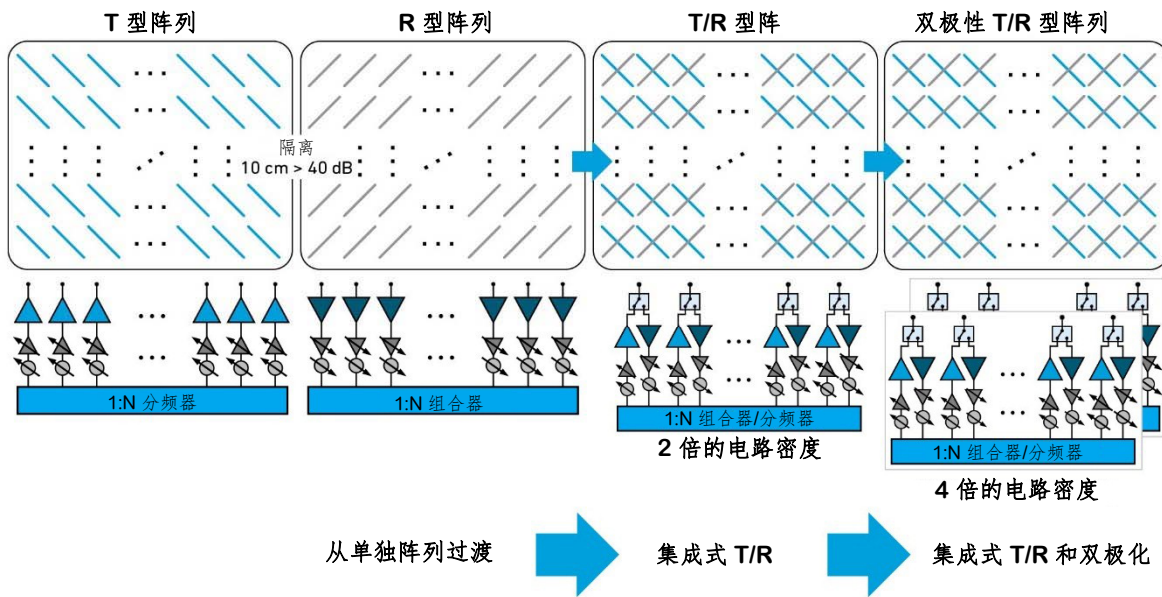 T 型阵列
R 型阵列
T/R 型阵
双极性 T/R 型阵列
隔离
10 cm > 40 dB
1:N 分频器
1:N 组合器
1:N 组合器/分频器
2 倍的电路密度
1:N 组合器/分频器
4 倍的电路密度
从单独阵列过渡
集成式 T/R
集成式 T/R 和双极化